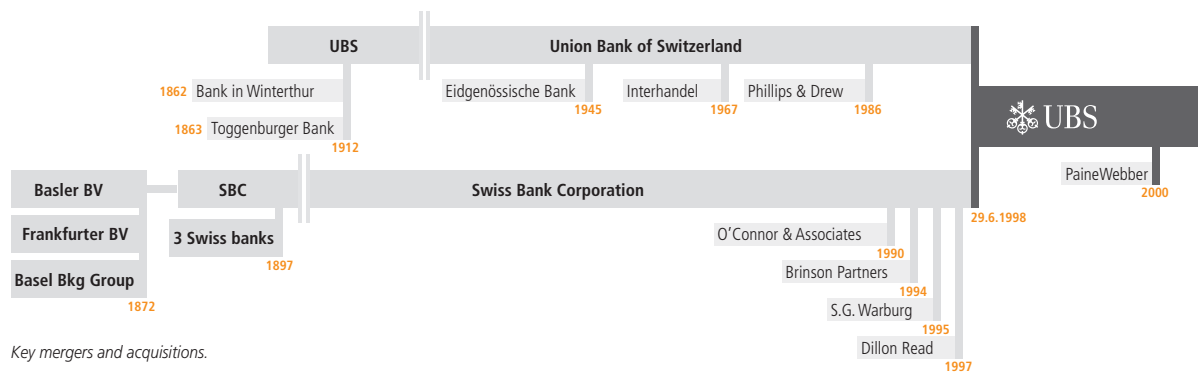 UBS
Union Bank of Switzerland
1862 Bank in Winterthur
Eidgenössische Bank
Interhandel
Phillips & Drew
1945
1967
1986
1863 Toggenburger Bank
1912
UBS
PaineWebber
2000
Basler BV
SBC
Swiss Bank Corporation
29.6.1998
Frankfurter BV
3 Swiss banks
1897
O’Connor & Associates
1990
Basel Bkg Group
1872
Brinson Partners
1994
S.G. Warburg
1995
Dillon Read
1997
Key mergers and acquisitions.